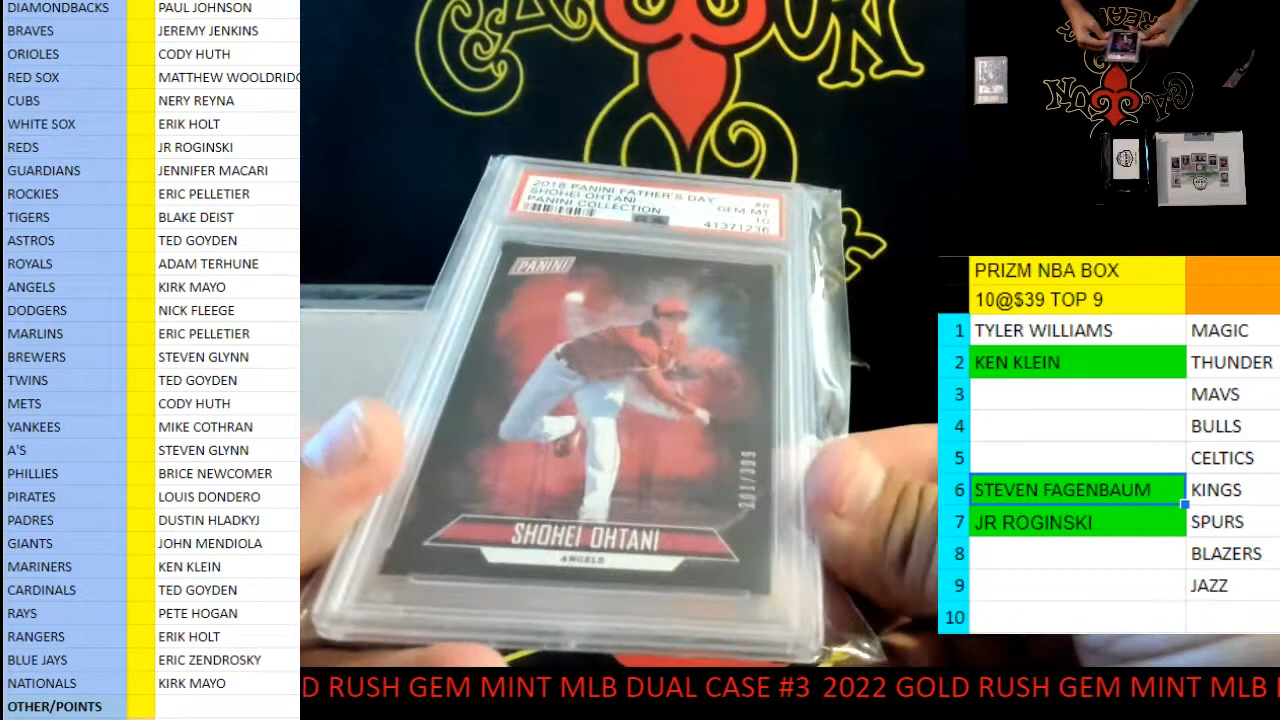 DIAMONDBACKS PAUL JOHNSON
BRAVES JEREMY JENKINS
ORIOLES CODY HUTH
RED SOX MATTHEW WOOLDRIDG
CUBS NERY REYNA
WHITE SOX ERIK HOLT
REDS JR ROGINSKI
GUARDIANS JENNIFER MACARI
ROCKIES ERIC PELLETIER
TIGERS BLAKE DEIST
ASTROS TED GOYDEN
ROYALS ADAM TERHUNE
ANGELS KIRK MAYO
DODGERS NICK FLEEGE
MARLINS ERIC PELLETIER
BREWERS STEVEN GLYNN
TWINS TED GOYDEN
METS CODY HUTH
YANKEES MIKE COTHRAN
A'S STEVEN GLYNN
PHILLIES BRICE NEWCOMER
PIRATES LOUIS DONDERO
PADRES DUSTIN HLADKYJ
GIANTS JOHN MENDIOLA
MARINERS KEN KLEIN
CARDINALS TED GOYDEN
RAYS PETE HOGAN
RANGERS ERIK HOLT
BLUE JAYS ERIC ZENDROSKY
NATIONALS KIRK MAYO
OTHER/POINTS
2018 PANINI FATHER'S DAY #8
SHOHEI OHTANI GEM MT
PANINI COLLECTION 10
41371236
PANINI
SHOHEI OHTANI
ANGELS
PRIZM NBA BOX
10@$39 TOP 9
1 TYLER WILLIAMS MAGIC
2 KEN KLEIN THUNDER
3 MAVS
4 BULLS
5 CELTICS
6 STEVEN FAGENBAUM KINGS
7 JR ROGINSKI SPURS
8 BLAZERS
9 JAZZ
10
D RUSH GEM MINT MLB DUAL CASE #3 2022 GOLD RUSH GEM MINT MLB